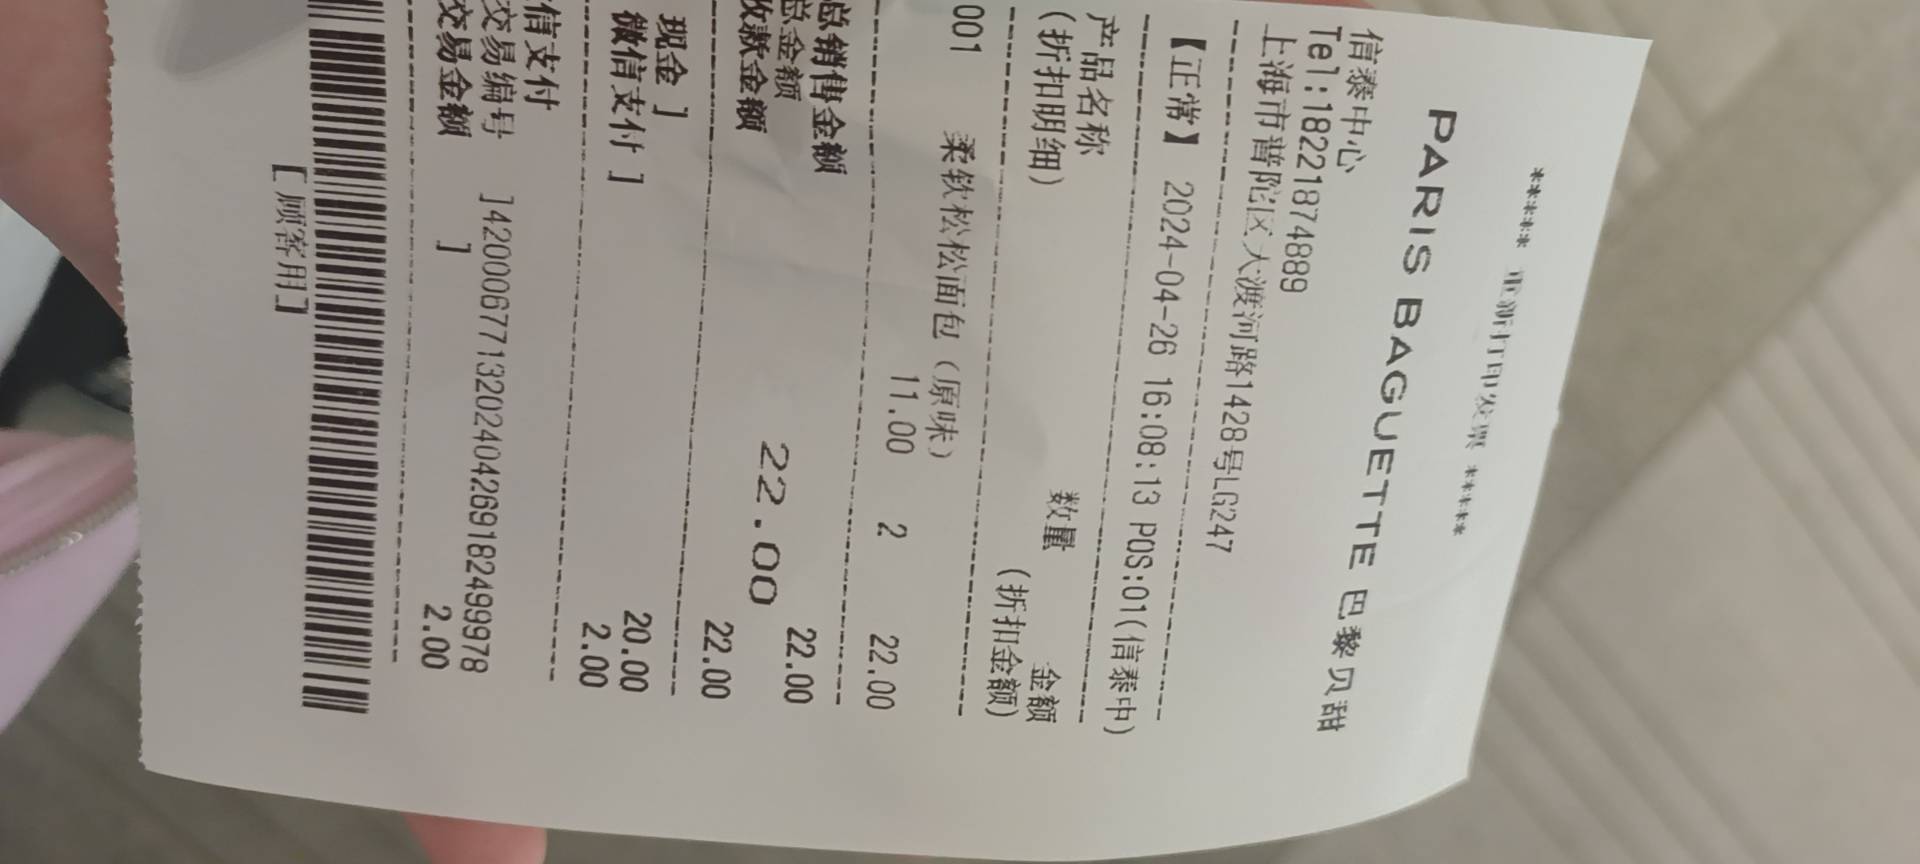 ***** 重新打印发票 *****
PARIS BAGUETTE 巴黎贝甜
信泰中心
Tel:18221874889
上海市普陀区大渡河路1428号LG247
【正常】 2024-04-26 16:08:13 POS:01(信泰中)
产品名称 数量 金额
(折扣明细) (折扣金额)
001 柔软松松面包(原味)
11.00 2 22.00
总销售金额 22.00
总金额 22.00
收款金额 22.00
现金 ] 20.00
微信支付 ] 2.00
信支付
交易编号 ]4200067713202404269182499978
交易金额 ] 2.00
[ 顾客用 ]